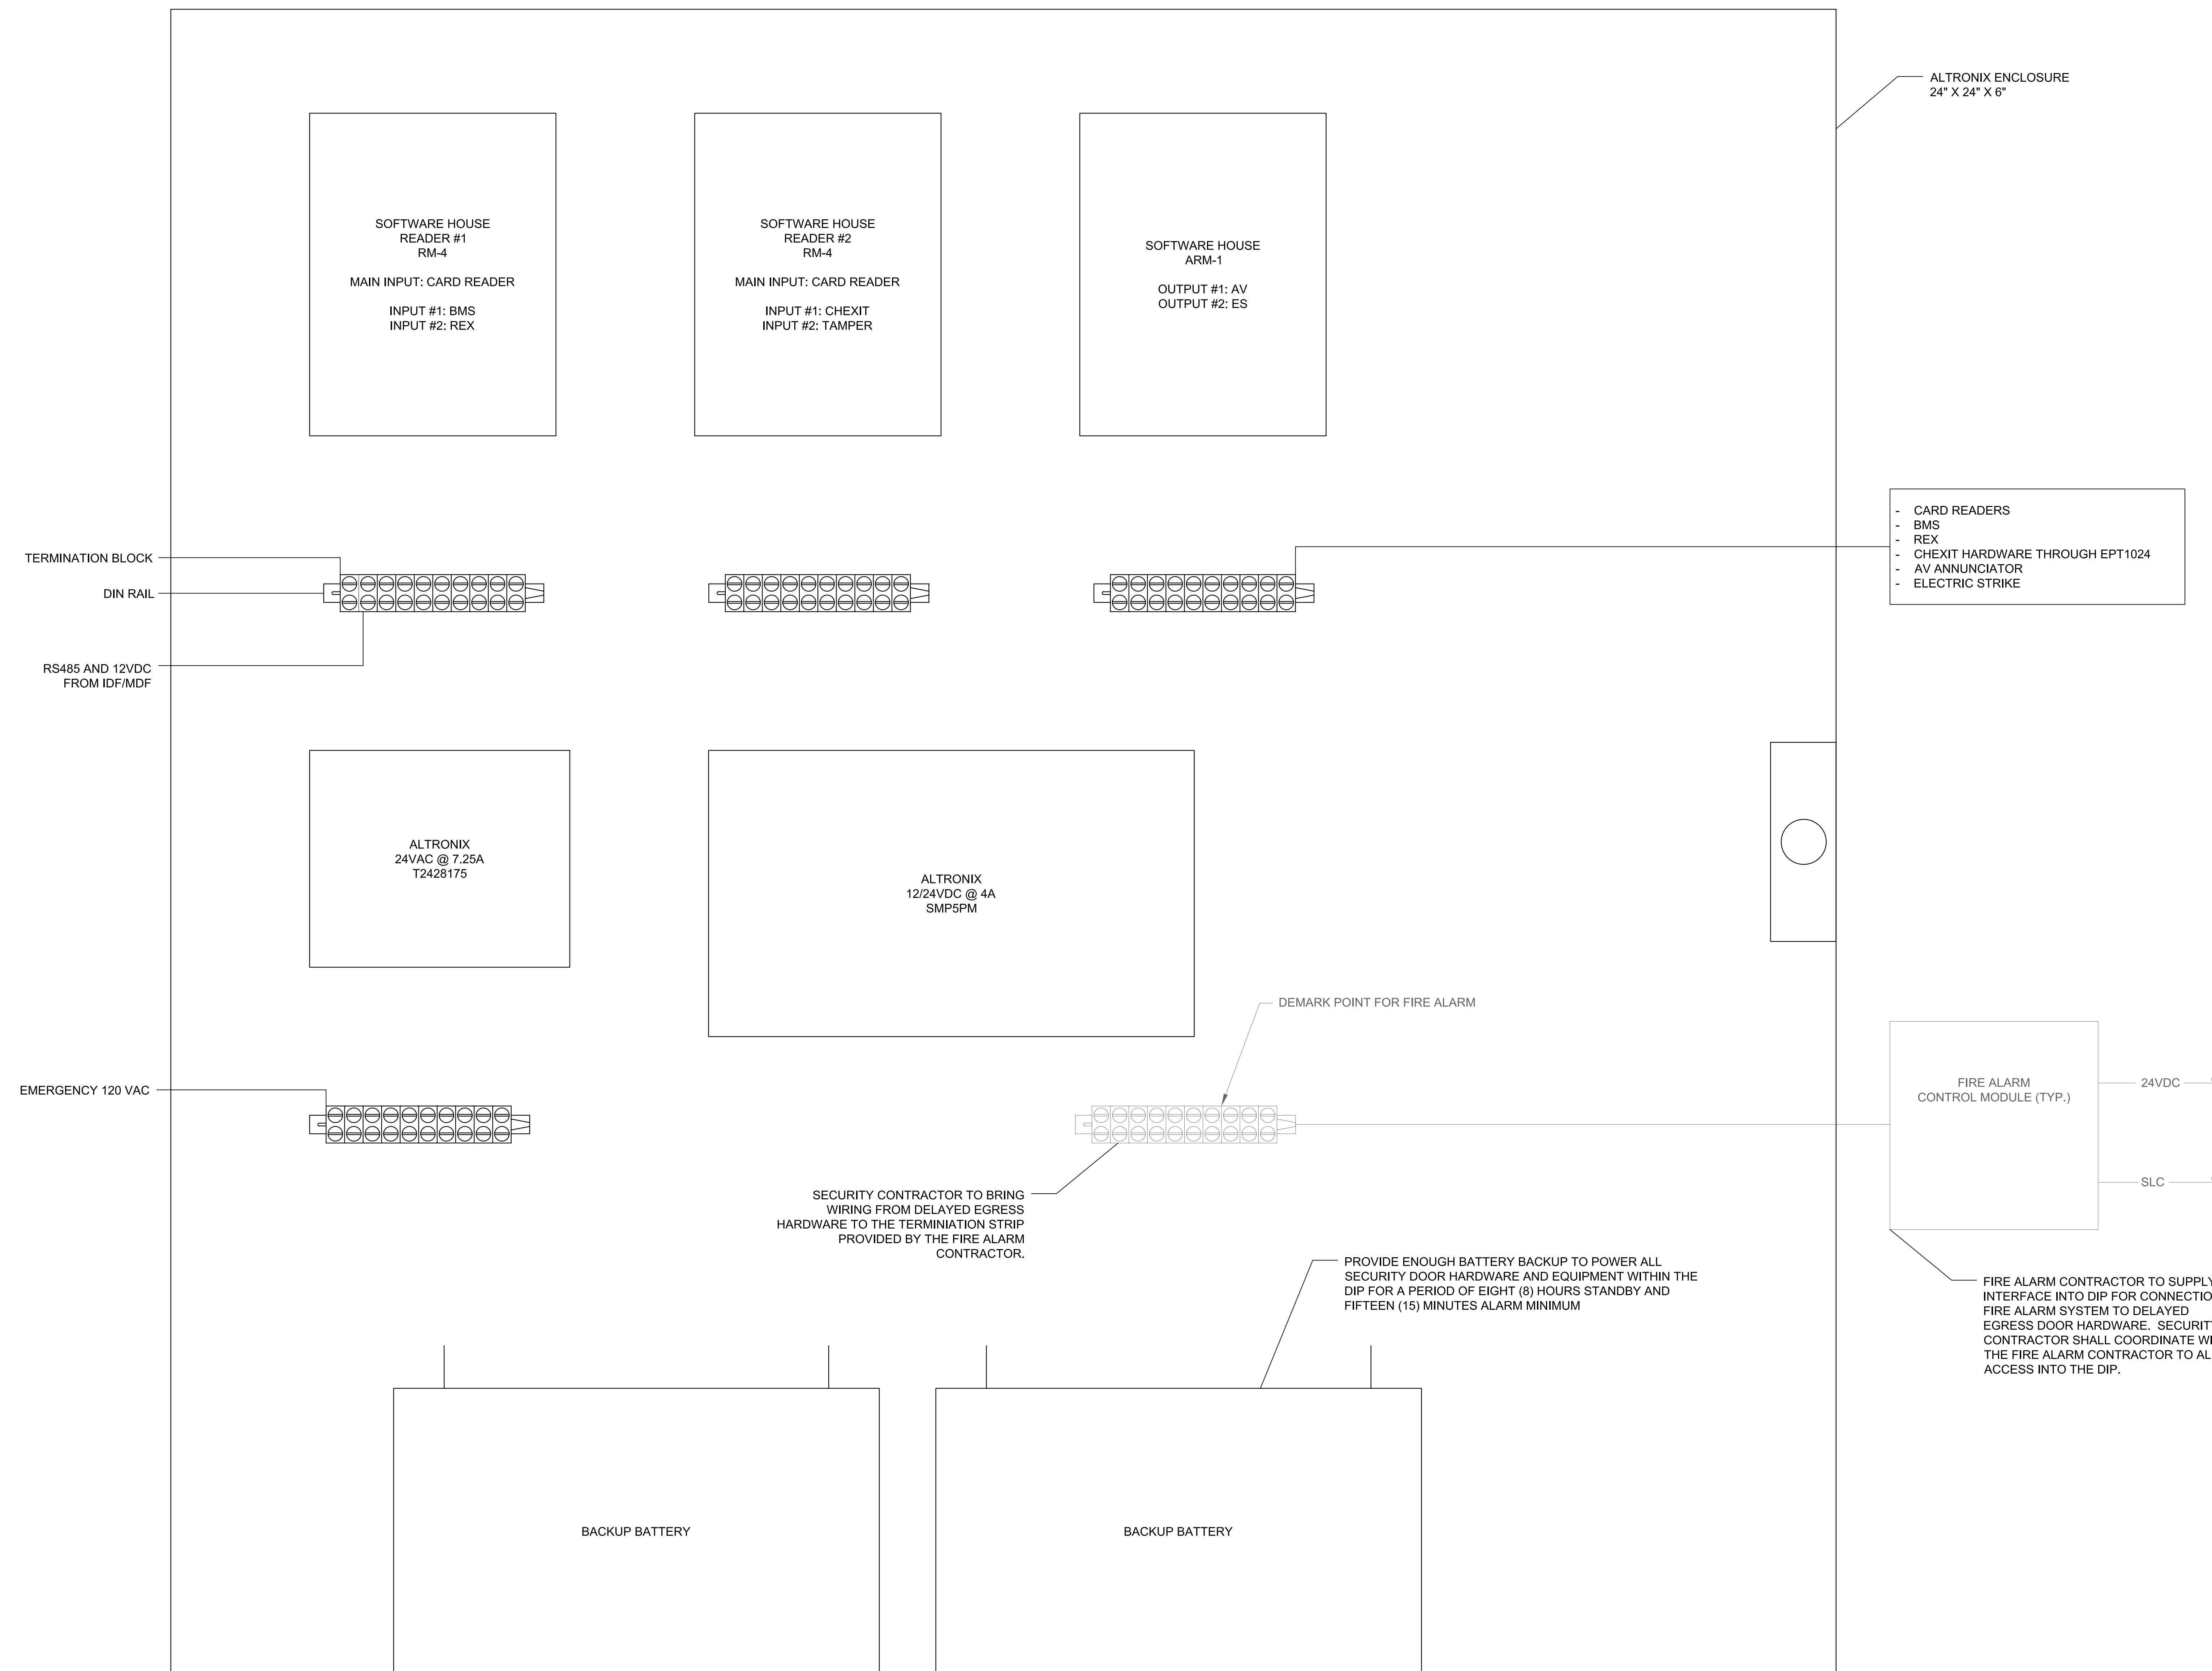 ALTRONIX ENCLOSURE
24" X 24" X 6"
SOFTWARE HOUSE
READER #1
RM-4
MAIN INPUT: CARD READER
INPUT #1: BMS
INPUT #2: REX
SOFTWARE HOUSE
READER #2
RM-4
MAIN INPUT: CARD READER
INPUT #1: CHEXIT
INPUT #2: TAMPER
SOFTWARE HOUSE
ARM-1
OUTPUT #1: AV
OUTPUT #2: ES
- CARD READERS
- BMS
- REX
- CHEXIT HARDWARE THROUGH EPT1024
- AV ANNUNCIATOR
- ELECTRIC STRIKE
TERMINATION BLOCK
DIN RAIL
RS485 AND 12VDC
FROM IDF/MDF
ALTRONIX
24VAC @ 7.25A
T2428175
ALTRONIX
12/24VDC @ 4A
SMP5PM
DEMARK POINT FOR FIRE ALARM
EMERGENCY 120 VAC
FIRE ALARM
CONTROL MODULE (TYP.)
24VDC
SLC
SECURITY CONTRACTOR TO BRING
WIRING FROM DELAYED EGRESS
HARDWARE TO THE TERMINIATION STRIP
PROVIDED BY THE FIRE ALARM
CONTRACTOR.
PROVIDE ENOUGH BATTERY BACKUP TO POWER ALL
SECURITY DOOR HARDWARE AND EQUIPMENT WITHIN THE
DIP FOR A PERIOD OF EIGHT (8) HOURS STANDBY AND
FIFTEEN (15) MINUTES ALARM MINIMUM
FIRE ALARM CONTRACTOR TO SUPPLY
INTERFACE INTO DIP FOR
FIRE ALARM SYSTEM TO DELAYED
EGRESS DOOR HARDWARE. 
CONTRACTOR SHALL COORDINATE
THE FIRE ALARM CONTRACTOR TO
ACCESS INTO THE DIP.
BACKUP BATTERY
BACKUP BATTERY